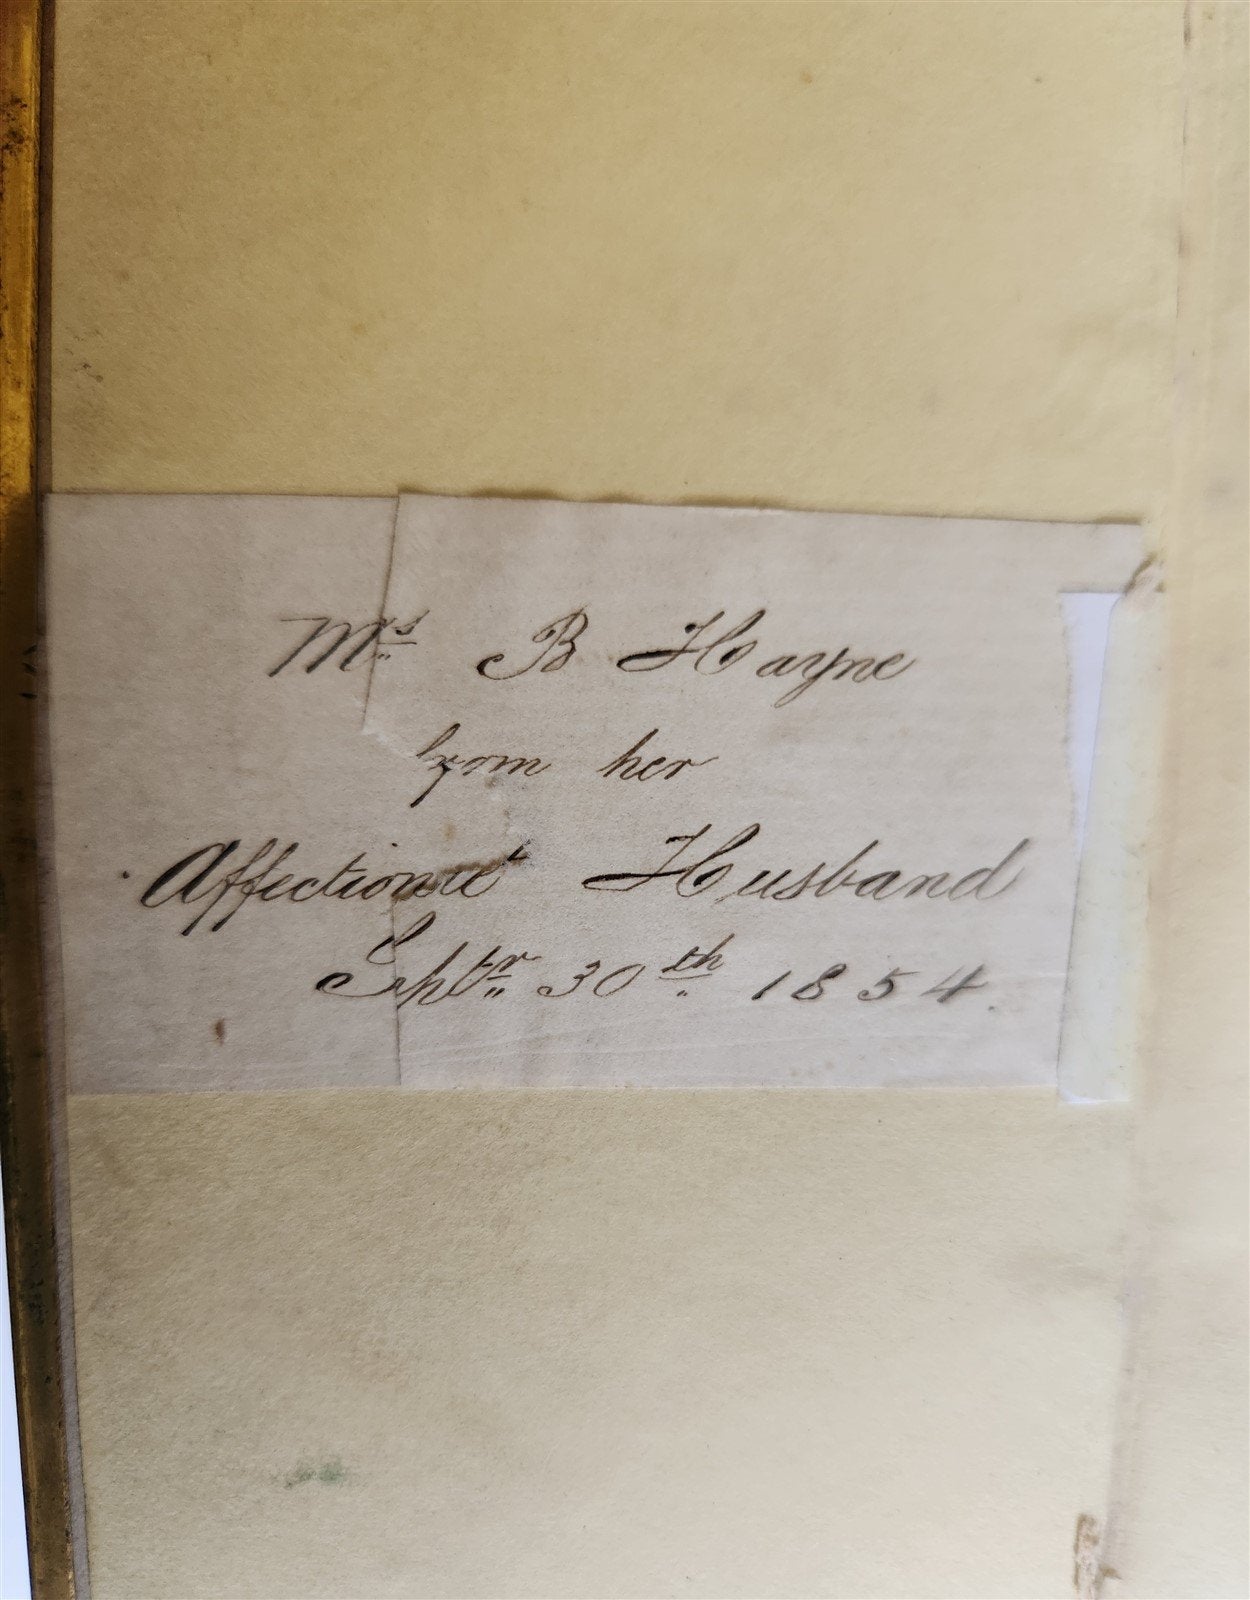 Mrs B Hayne
from her
Affectionate Husband
Septr 30th 1854